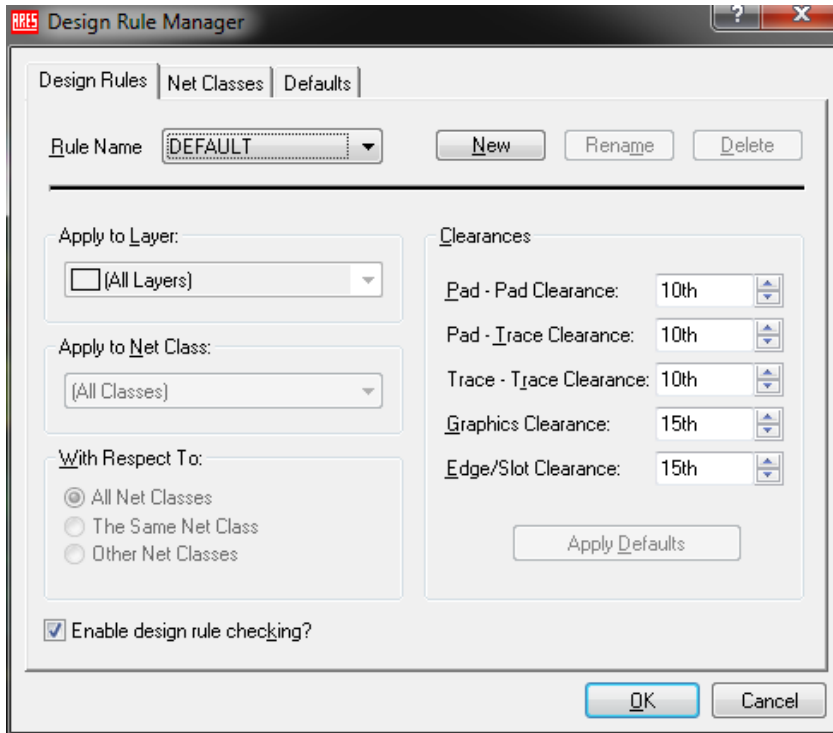 ARES Design Rule Manager ? X
Design Rules Net Classes Defaults
Rule Name DEFAULT New Rename Delete
Apply to Layer:
(All Layers)
Apply to Net Class:
(All Classes)
With Respect To:
All Net Classes
The Same Net Class
Other Net Classes
Clearances
Pad - Pad Clearance: 10th
Pad - Trace Clearance: 10th
Trace - Trace Clearance: 10th
Graphics Clearance: 15th
Edge/Slot Clearance: 15th
Apply Defaults
Enable design rule checking?
OK Cancel